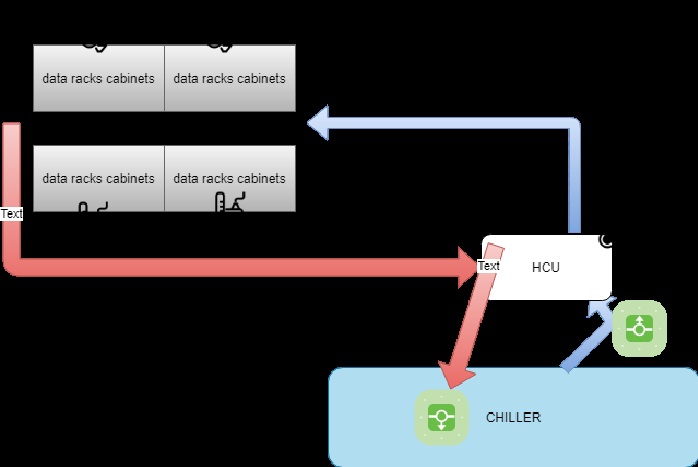 data racks cabinets
data racks cabinets
data racks cabinets
data racks cabinets
Text
Text
HCU
CHILLER